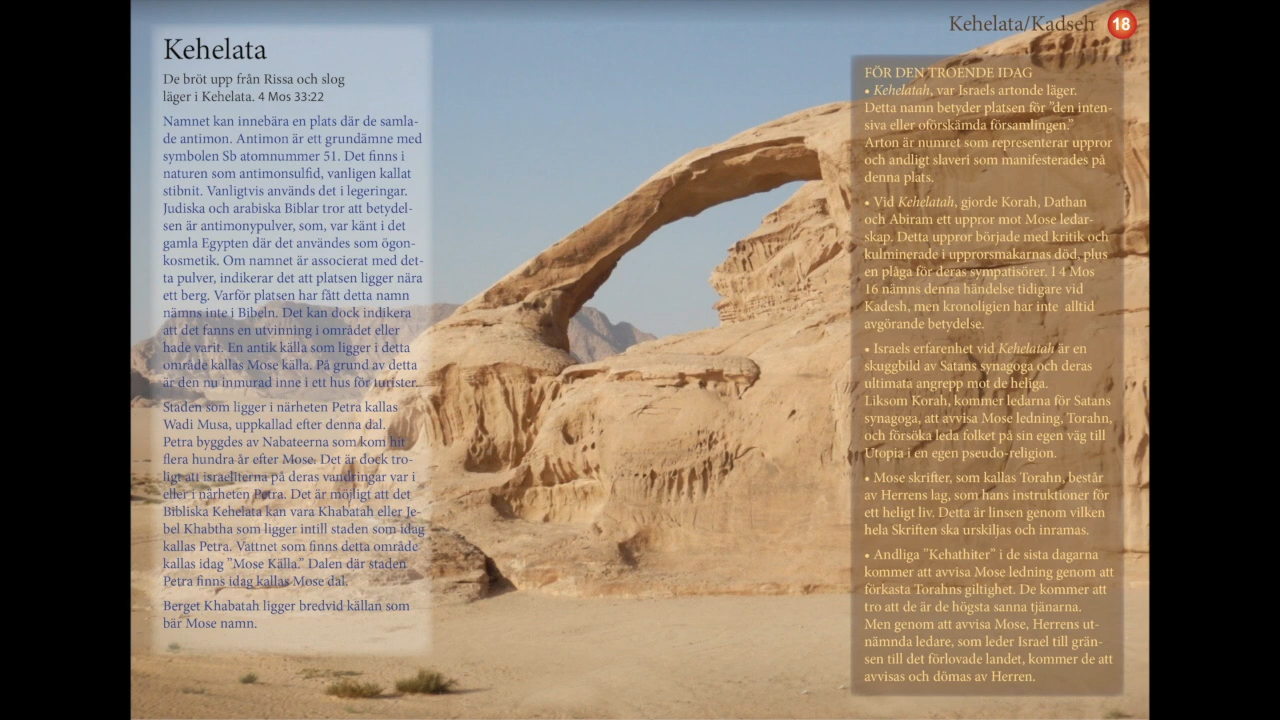 Kehelata/Kadseh 18
Kehelata
De bröt upp från Rissa och slog
läger i Kehelata. 4 Mos 33:22
Namnet kan innebära en plats där de samla-
de antimon. Antimon är ett grundämne med
symbolen Sb atomnummer 51. Det finns i
naturen som antimonsulfid, vanligen kallat
stibnit. Vanligtvis används det i legeringar.
Judiska och arabiska Biblar tror att betydel-
sen är antimonypulver, som, var känt i det
gamla Egypten där det användes som ögon-
kosmetik. Om namnet är associerat med det-
ta pulver, indikerar det att platsen ligger nära
ett berg. Varför platsen har fått detta namn
nämns inte i Bibeln. Det kan dock indikera
att det fanns en utvinning i området eller
hade varit. En antik källa som ligger i detta
område kallas Mose källa. På grund av detta
är den nu inmurad inne i ett hus för turister.
Staden som ligger i närheten Petra kallas
Wadi Musa, uppkallad efter denna dal.
Petra byggdes av Nabateerna som kom hit
flera hundra år efter Mose. Det är dock tro-
ligt att israeliterna på deras vandringar var i
eller i närheten Petra. Det är möjligt att det
Bibliska Kehelata kan vara Khabatah eller Je-
bel Khabtha som ligger intill staden som idag
kallas Petra. Vattnet som finns detta område
kallas idag "Mose Källa." Dalen där staden
Petra finns idag kallas Mose dal.
Berget Khabatah ligger bredvid källan som
bär Mose namn.
FÖR DEN TROENDE IDAG
• Kehelatah, var Israels artonde läger.
Detta namn betyder platsen för "den inten-
siva eller oförskämda församlingen."
Arton är numret som representerar uppror
och andligt slaveri som manifesterades på
denna plats.
• Vid Kehelatah, gjorde Korah, Dathan
och Abiram ett uppror mot Mose ledar-
skap. Detta uppror började med kritik och
kulminerade i upprorsmakarnas död, plus
en plåga för deras sympatisörer. I 4 Mos
16 nämns denna händelse tidigare vid
Kadesh, men kronoligien har inte alltid
avgörande betydelse.
• Israels erfarenhet vid Kehelatah är en
skuggbild av Satans synagoga och deras
ultimata angrepp mot de heliga.
Liksom Korah, kommer ledarna för Satans
synagoga, att avvisa Mose ledning, Torahn,
och försöka leda folket på sin egen väg till
Utopia i en egen pseudo-religion.
• Mose skrifter, som kallas Torahn, består
av Herrens lag, som hans instruktioner för
ett heligt liv. Detta är linsen genom vilken
hela Skriften ska urskiljas och inramas.
• Andliga "Kehathiter" i de sista dagarna
kommer att avvisa Mose ledning genom att
förkasta Torahns giltighet. De kommer att
tro att de är de högsta sanna tjänarna.
Men genom att avvisa Mose, Herrens ut-
nämnda ledare, som leder Israel till grän-
sen till det förlovade landet, kommer de att
avvisas och dömas av Herren.